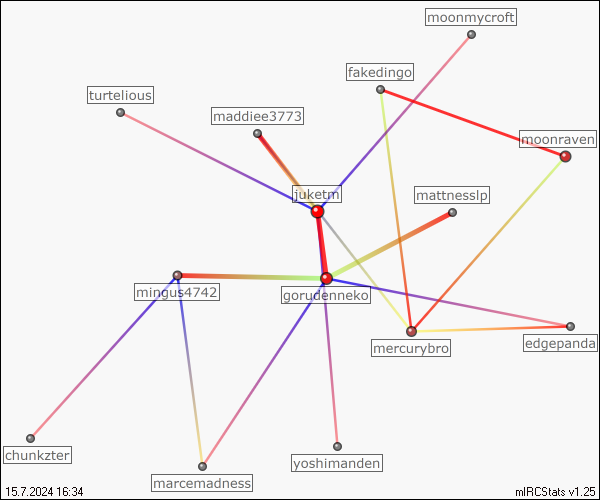 moonmycroft
fakedingo
turtelious
maddiee3773
moonraven
juketm
mattnesslp
mingus4742
gorudenneko
mercurybro
edgepanda
chunkzter
yoshimanden
marcemadness
15.7.2024 16:34
mIRCStats v1.25